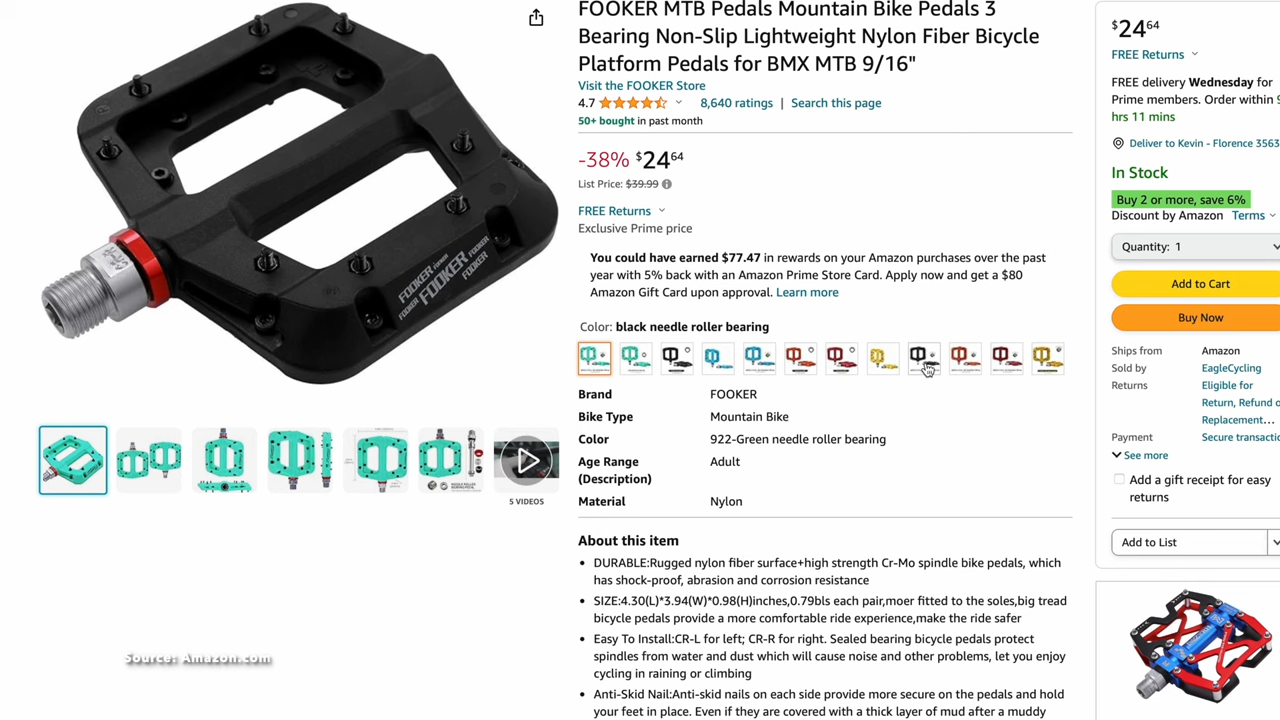 FOOKER MTB Pedals Mountain Bike Pedals 3
Bearing Non-Slip Lightweight Nylon Fiber Bicycle
Platform Pedals for BMX MTB 9/16"
Visit the FOOKER Store
4.7 8,640 ratings | Search this page
50+ bought in past month
-38% $24 64
List Price: $39.99
FREE Returns
Exclusive Prime price
You could have earned $77.47 in rewards on your Amazon purchases over the past
year with 5% back with an Amazon Prime Store Card. Apply now and get a $80
Amazon Gift Card upon approval. Learn more
Color: black needle roller bearing
Brand FOOKER
Bike Type Mountain Bike
Color 922-Green needle roller bearing
Age Range Adult
(Description)
Material Nylon
About this item
• DURABLE:Rugged nylon fiber surface+high strength Cr-Mo spindle bike pedals, which
has shock-proof, abrasion and corrosion resistance
• SIZE:4.30(L)*3.94(W)*0.98(H)inches,0.79bls each pair,moer fitted to the soles,big tread
bicycle pedals provide a more comfortable ride experience,make the ride safer
• Easy To Install:CR-L for left; CR-R for right. Sealed bearing bicycle pedals protect
spindles from water and dust which will cause noise and other problems, let you enjoy
cycling in raining or climbing
• Anti-Skid Nail:Anti-skid nails on each side provide more secure on the pedals and hold
your feet in place. Even if they are covered with a thick layer of mud after a muddy
FOOKER FOOKER
FOOKER FOOKER FOOKER
FOOKER
5 VIDEOS
Source: Amazon.com
$24 64
FREE Returns
FREE delivery Wednesday for
Prime members. Order within 9
hrs 11 mins
Deliver to Kevin - Florence 3563
In Stock
Buy 2 or more, save 6%
Discount by Amazon Terms
Quantity: 1
Add to Cart
Buy Now
Ships from Amazon
Sold by EagleCycling
Returns Eligible for
Return, Refund o
Replacement…
Payment Secure transactio
See more
Add a gift receipt for easy
returns
Add to List